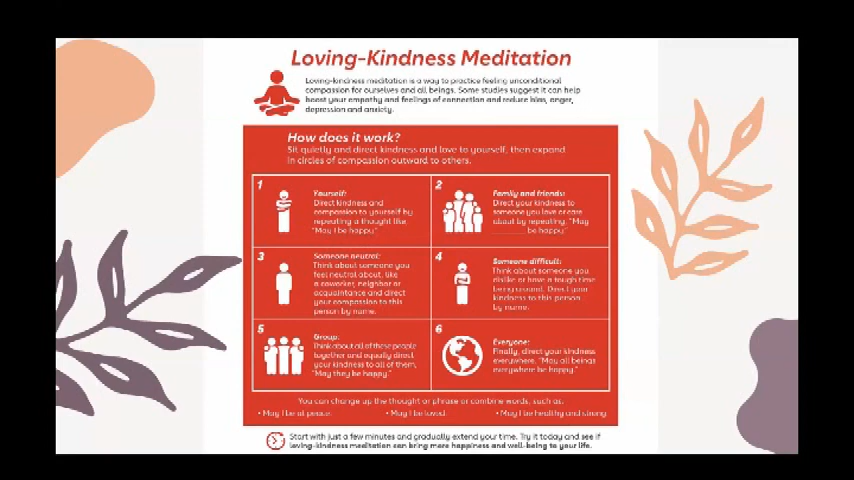 Loving-Kindness Meditation
Loving-kindness meditation is a way to practice feeling unconditional
compassion for ourselves and all beings. Some studies suggest it can help
boost your empathy and feelings of connection and reduce bias, anger,
depression and anxiety.
How does it work?
Sit quietly and direct kindness and love to yourself, then expand
in circles of compassion outward to others.
1
Yourself:
Direct kindness and
compassion to yourself by
repeating a thought like,
"May I be happy."
2
Family and friends:
Direct your kindness to
someone you love or care
about by repeating, "May
______ be happy."
3
Someone neutral:
Think about someone you
feel neutral about, like
a coworker, neighbor or
acquaintance and direct
your compassion to this
person by name.
4
Someone difficult:
Think about someone you
dislike or have a tough time
being around. Direct your
kindness to this person
by name.
5
Group:
Think about all of these people
together and equally direct
your kindness to all of them.
"May they be happy."
6
Everyone:
Finally, direct your kindness
everywhere. "May all beings
everywhere be happy."
You can change up the thought or phrase or combine words, such as:
• May I be at peace. • May I be loved. • May I be healthy and strong.
Start with just a few minutes and gradually extend your time. Try it today and see if
loving-kindness meditation can bring more happiness and well-being to your life.